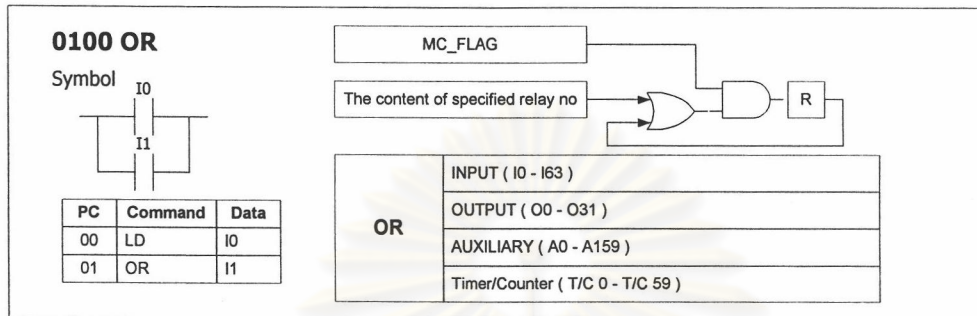 0100 OR
Symbol
I0
I1
PC Command Data
00 LD I0
01 OR I1
MC_FLAG
The content of specified relay no
R
OR
INPUT ( I0 - I63 )
OUTPUT ( O0 - O31 )
AUXILIARY ( A0 - A159 )
Timer/Counter ( T/C 0 - T/C 59 )